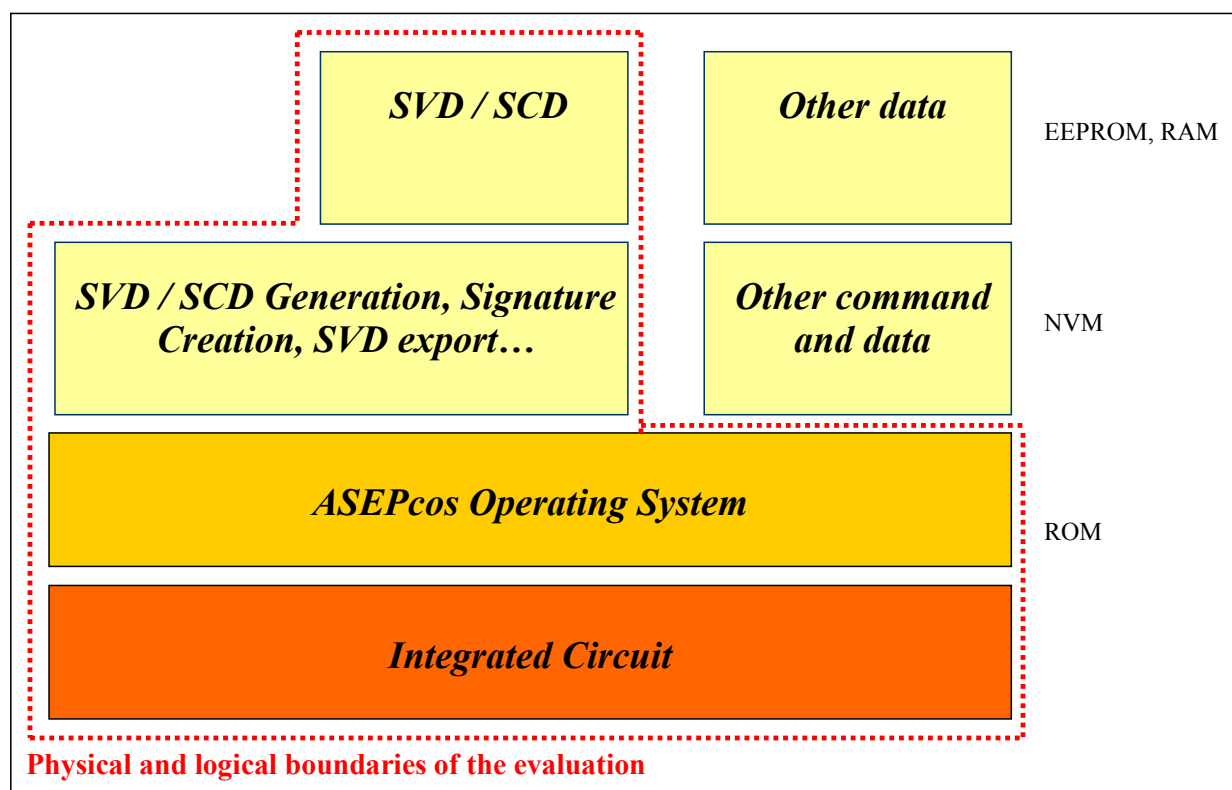 SVD / SCD
Other data
EEPROM, RAM
SVD / SCD Generation, Signature
Creation, SVD export…
Other command
and data
NVM
ASEPcos Operating System
ROM
Integrated Circuit
Physical and logical boundaries of the evaluation